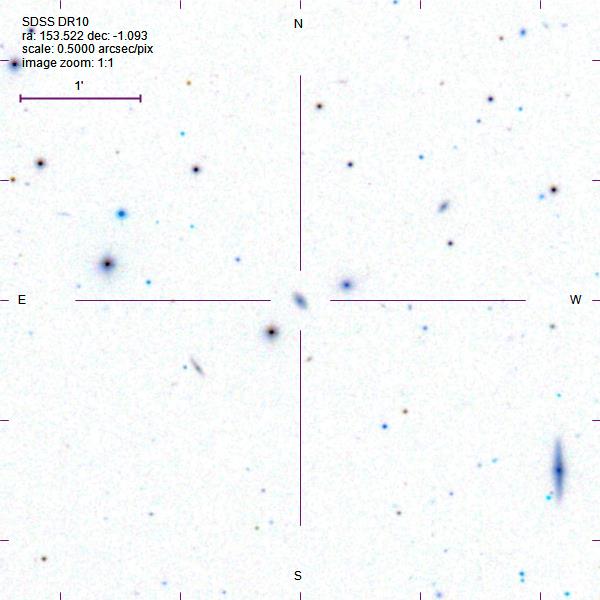 SDSS DR10
ra: 153.522 dec: -1.093
scale: 0.5000 arcsec/pix
image zoom: 1:1
1'
N
E
W
S